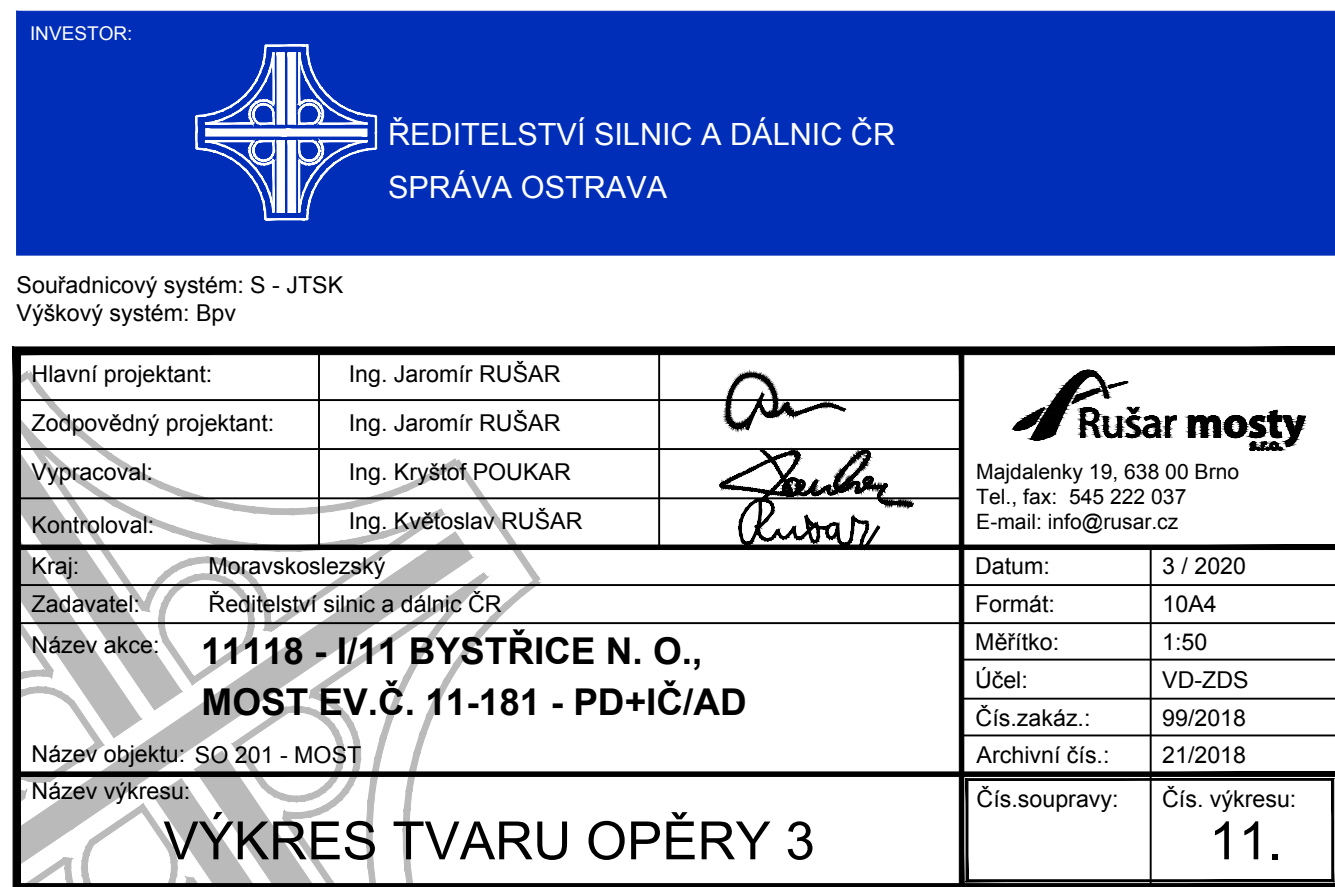 INVESTOR:
ŘEDITELSTVÍ SILNIC A DÁLNIC ČR
SPRÁVA OSTRAVA
Souřadnicový systém: S - JTSK
Výškový systém: Bpv
Hlavní projektant: Ing. Jaromír RUŠAR
Zodpovědný projektant: Ing. Jaromír RUŠAR
Vypracoval: Ing. Kryštof POUKAR
Kontroloval: Ing. Květoslav RUŠAR
Rušar mosty
s.r.o.
Majdalenky 19, 638 00 Brno
Tel., fax: 545 222 037
E-mail: info@rusar.cz
Kraj: Moravskoslezský
Zadavatel: Ředitelství silnic a dálnic ČR
Název akce: 11118 - I/11 BYSTŘICE N. O.,
MOST EV.Č. 11-181 - PD+IČ/AD
Název objektu: SO 201 - MOST
Datum: 3 / 2020
Formát: 10A4
Měřítko: 1:50
Účel: VD-ZDS
Čís.zakáz.: 99/2018
Archivní čís.: 21/2018
Název výkresu:
VÝKRES TVARU OPĚRY 3
Čís.soupravy:
Čís. výkresu:
11.